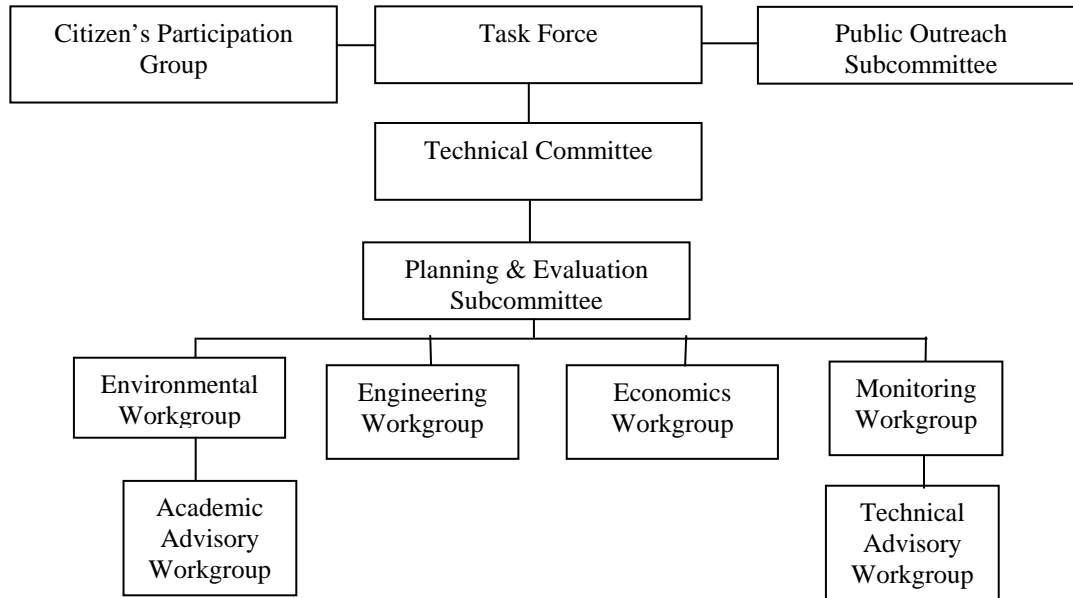 Citizen’s Participation
Group
Task Force
Public Outreach
Subcommittee
Technical Committee
Planning & Evaluation
Subcommittee
Environmental
Workgroup
Engineering
Workgroup
Economics
Workgroup
Monitoring
Workgroup
Academic
Advisory
Workgroup
Technical
Advisory
Workgroup